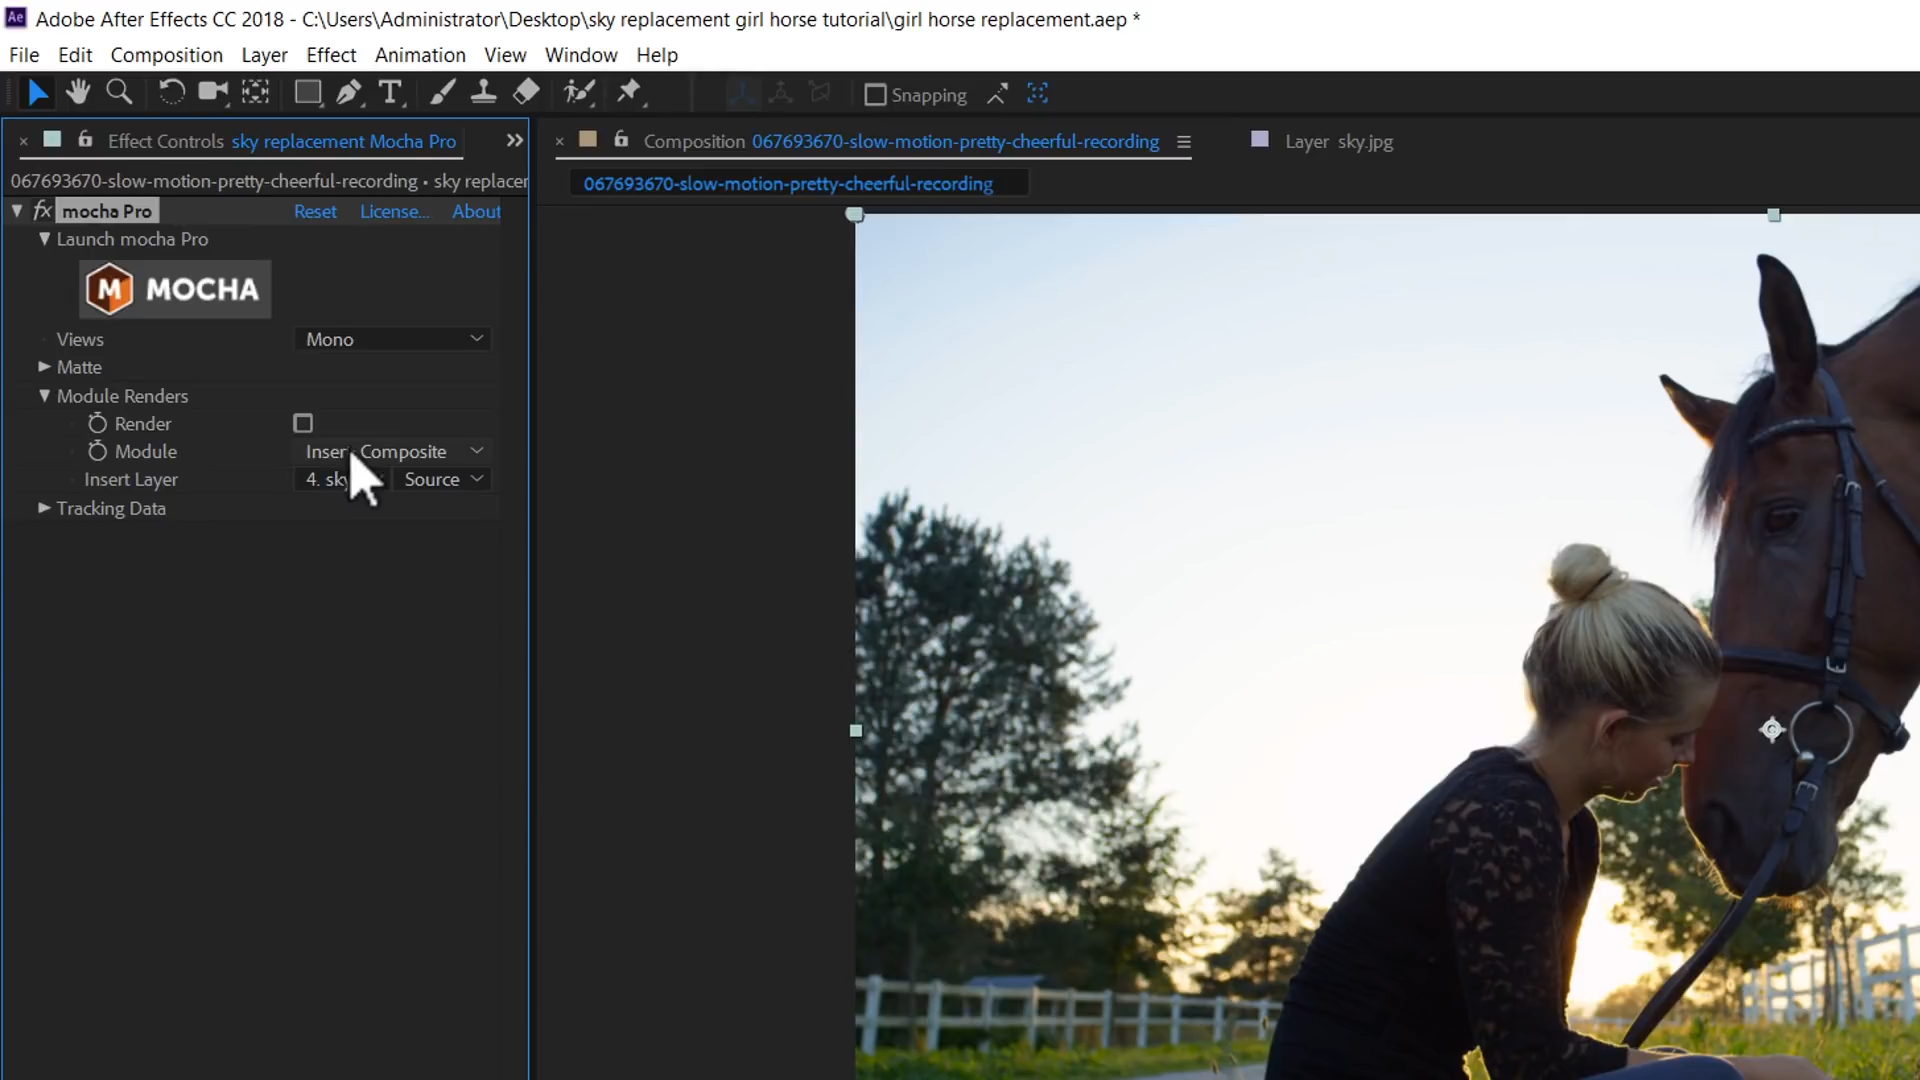 Ae Adobe After Effects CC 2018 - C:\Users\Administrator\Desktop\sky replacement girl horse tutorial\girl horse replacement.aep *
File Edit Composition Layer Effect Animation View Window Help
T Snapping
Effect Controls sky replacement Mocha Pro
Composition 067693670-slow-motion-pretty-cheerful-recording
Layer sky.jpg
067693670-slow-motion-pretty-cheerful-recording • sky replacer
067693670-slow-motion-pretty-cheerful-recording
fx mocha Pro Reset License... About
Launch mocha Pro
M MOCHA
Views Mono
Matte
Module Renders
Render
Module Insert Composite
Insert Layer 4. sky Source
Tracking Data